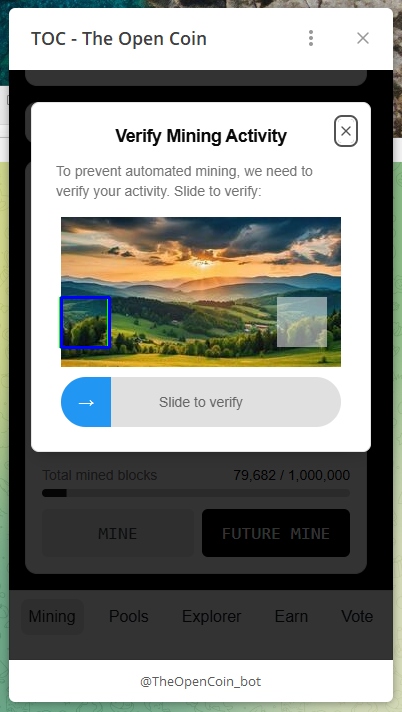 TOC - The Open Coin
Verify Mining Activity
To prevent automated mining, we need to
verify your activity. Slide to verify:
→ Slide to verify
Total mined blocks 79,682 / 1,000,000
MINE FUTURE MINE
Mining Pools Explorer Earn Vote
@TheOpenCoin_bot